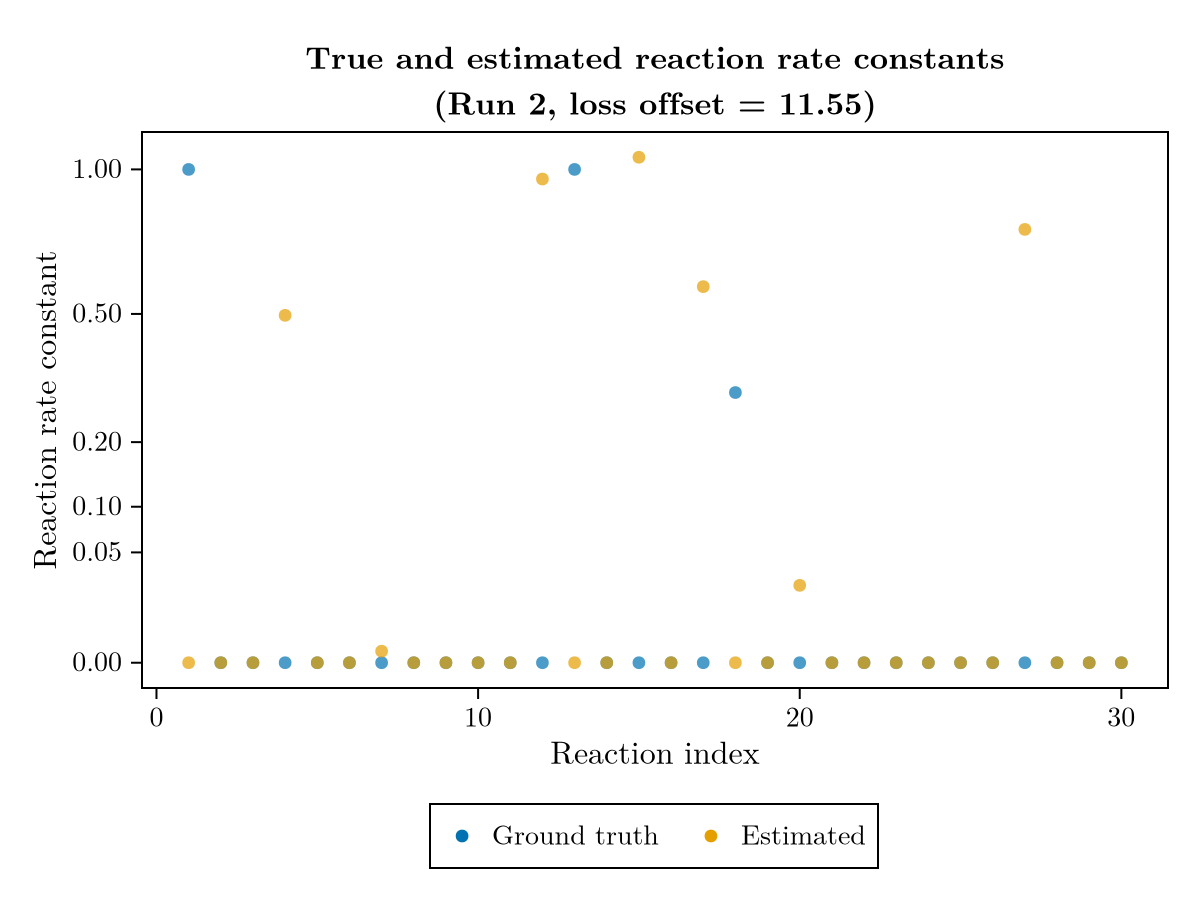 True and estimated reaction rate constants
(Run 2, loss offset = 11.55)
Reaction rate constant
1.00
0.50
0.20
0.10
0.05
0.00
0
10
20
30
Reaction index
Ground truth
Estimated